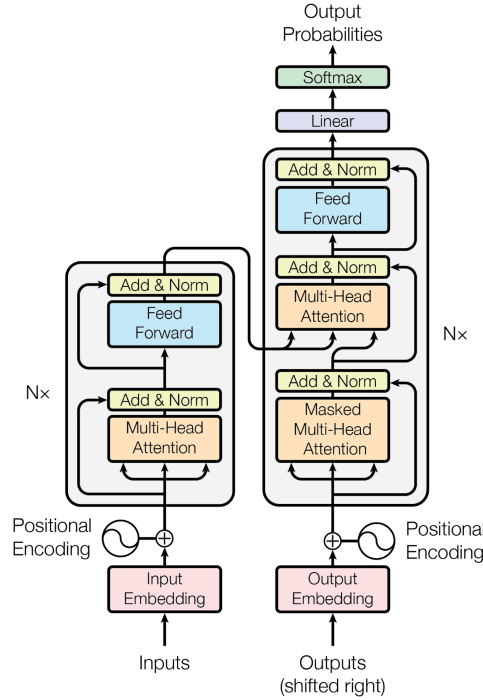 Output
Probabilities
Softmax
Linear
Add & Norm
Feed
Forward
Add & Norm
Multi-Head
Attention
Nx
Add & Norm
Masked
Multi-Head
Attention
Add & Norm
Feed
Forward
Nx
Add & Norm
Multi-Head
Attention
Positional
Encoding
Positional
Encoding
Input
Embedding
Output
Embedding
Inputs
Outputs
(shifted right)